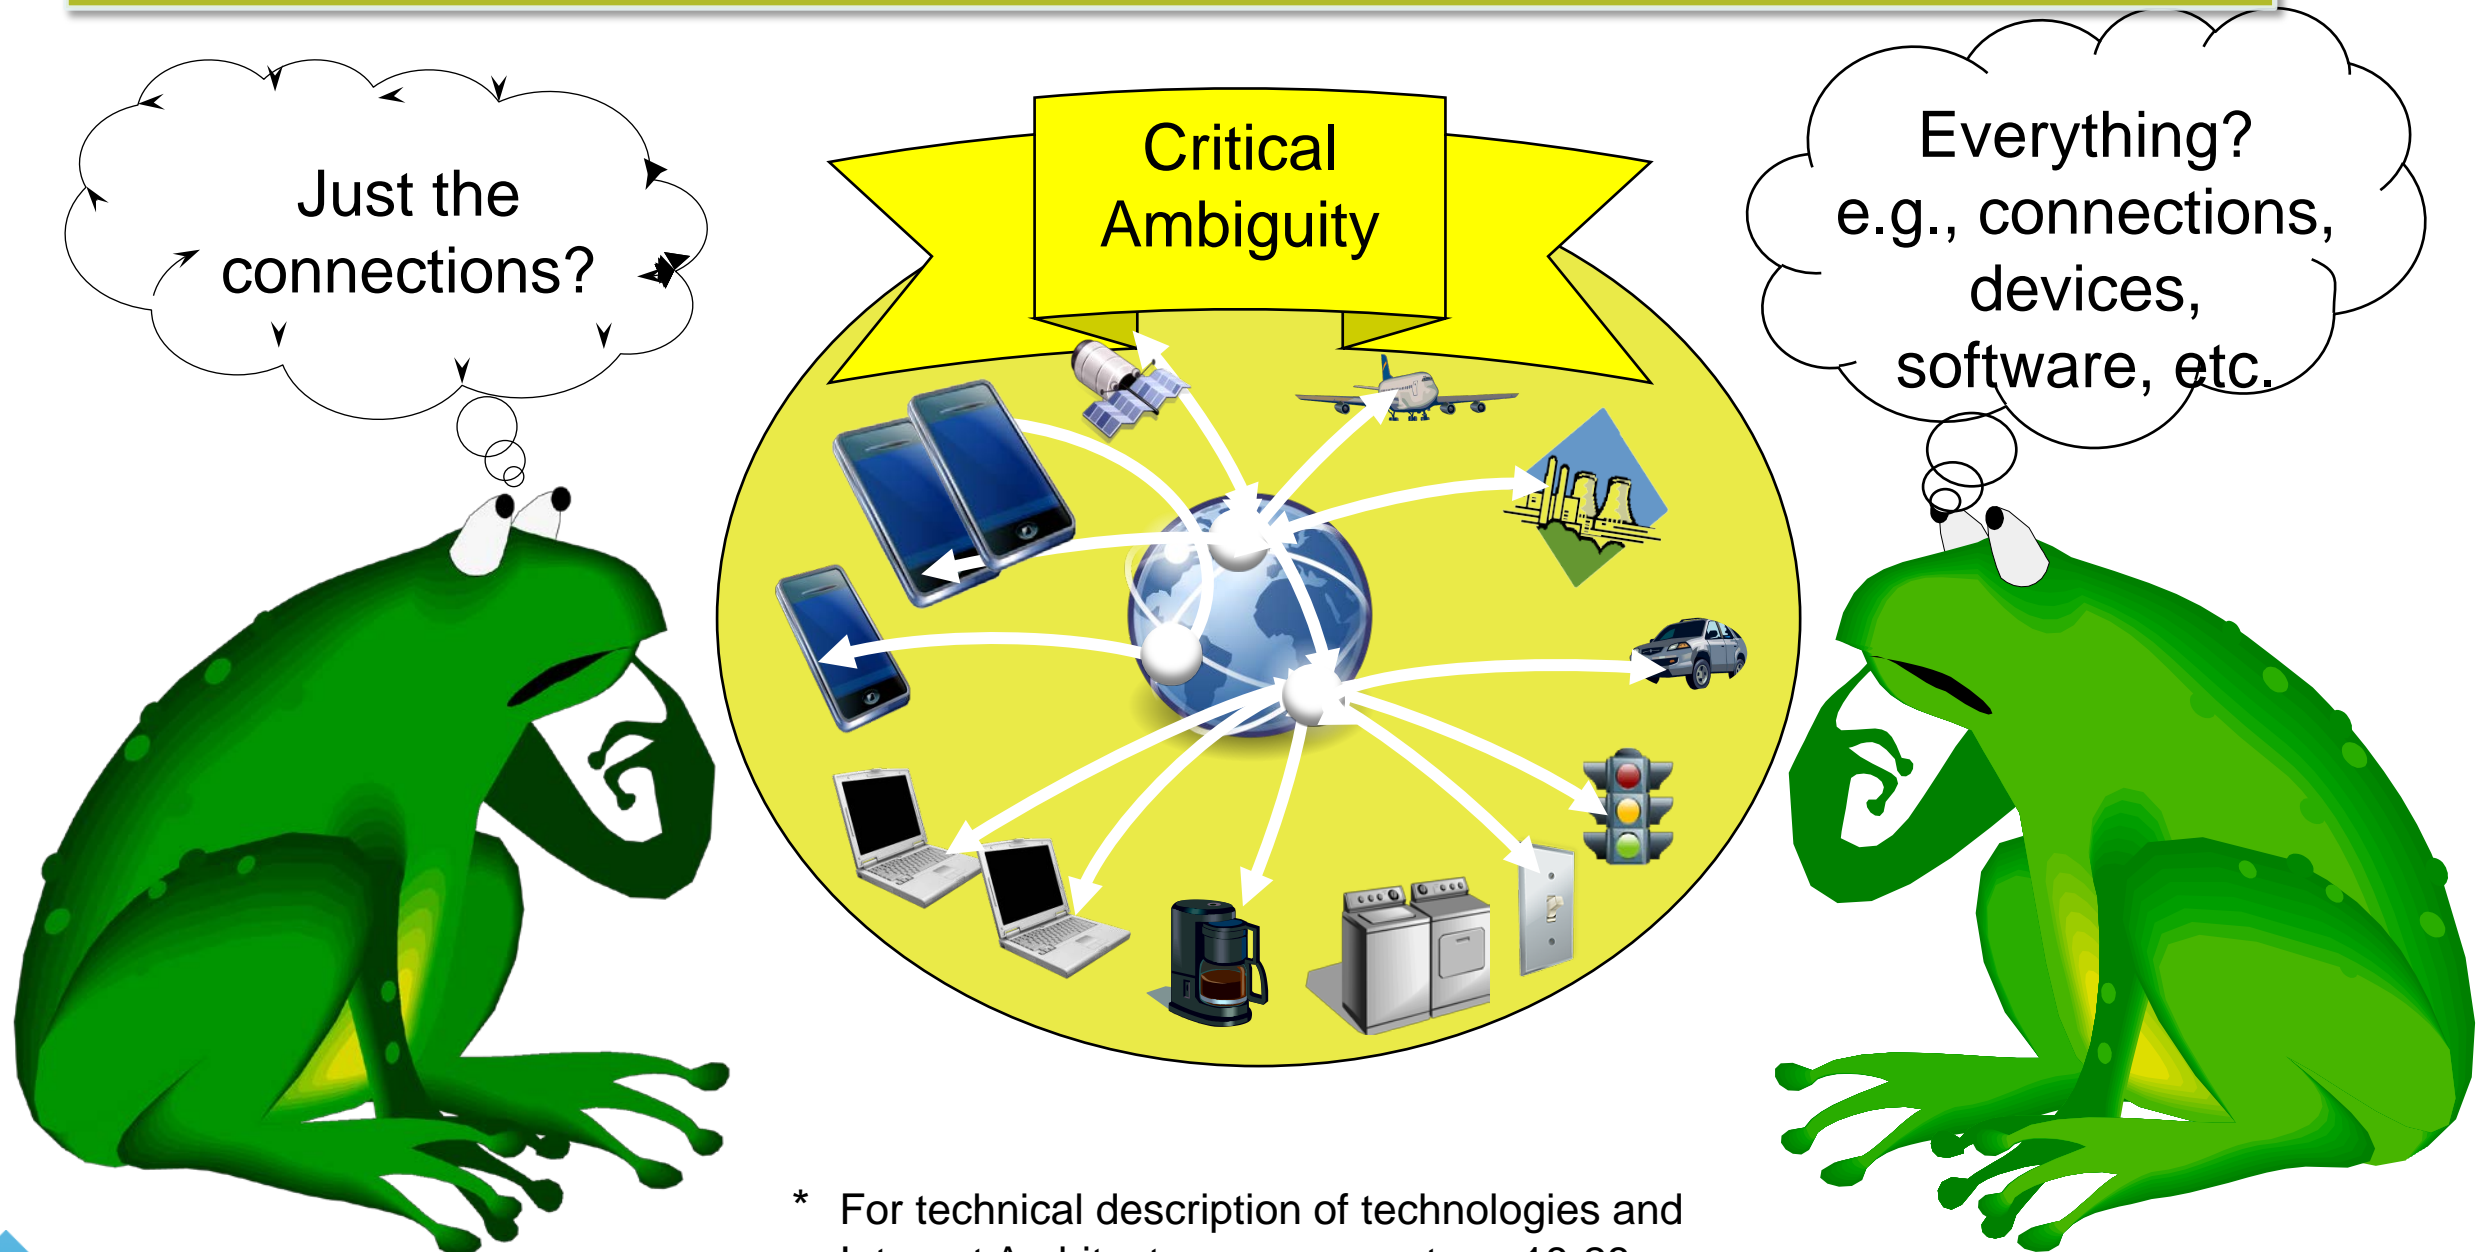 Just the
connections?
Critical
Ambiguity
Everything?
e.g., connections,
devices,
software, etc.
* For technical description of technologies and